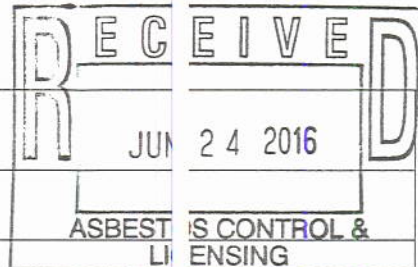 RECEIVED
JUN 24 2016
ASBESTOS CONTROL &
LICENSING